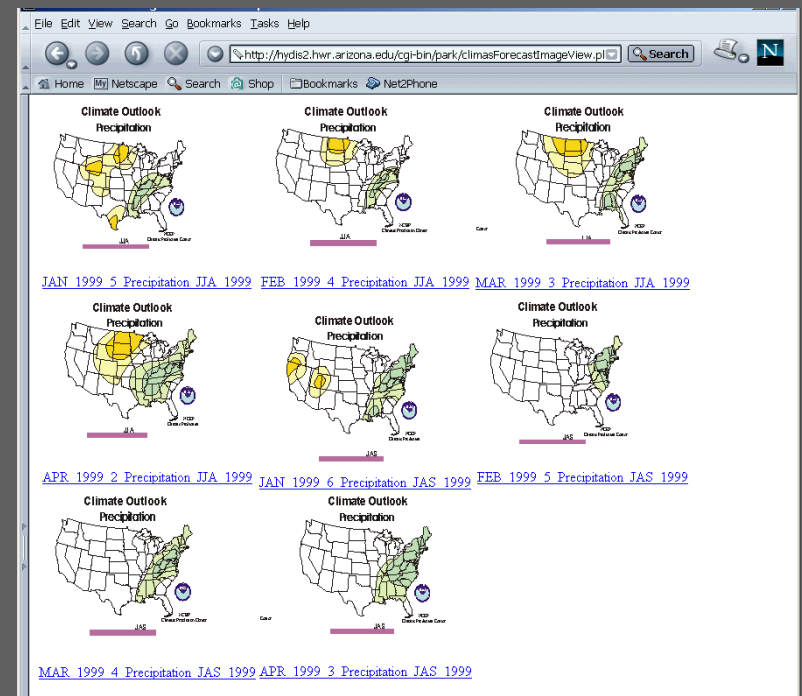 File Edit View Search Go Bookmarks Tasks Help
http://hydis2.hwr.arizona.edu/cgi-bin/park/climasForecastImageView.pl Search N
Home My Netscape Search Shop Bookmarks Net2Phone
Climate Outlook Climate Outlook Climate Outlook
Precipitation Precipitation Precipitation
JJA JJA JJA
JAN 1999 5 Precipitation JJA 1999 FEB 1999 4 Precipitation JJA 1999 MAR 1999 3 Precipitation JJA 1999
Climate Outlook Climate Outlook Climate Outlook
Precipitation Precipitation Precipitation
JJA JAS JAS
APR 1999 2 Precipitation JJA 1999 JAN 1999 6 Precipitation JAS 1999 FEB 1999 5 Precipitation JAS 1999
Climate Outlook Climate Outlook
Precipitation Precipitation
JAS JAS
MAR 1999 4 Precipitation JAS 1999 APR 1999 3 Precipitation JAS 1999